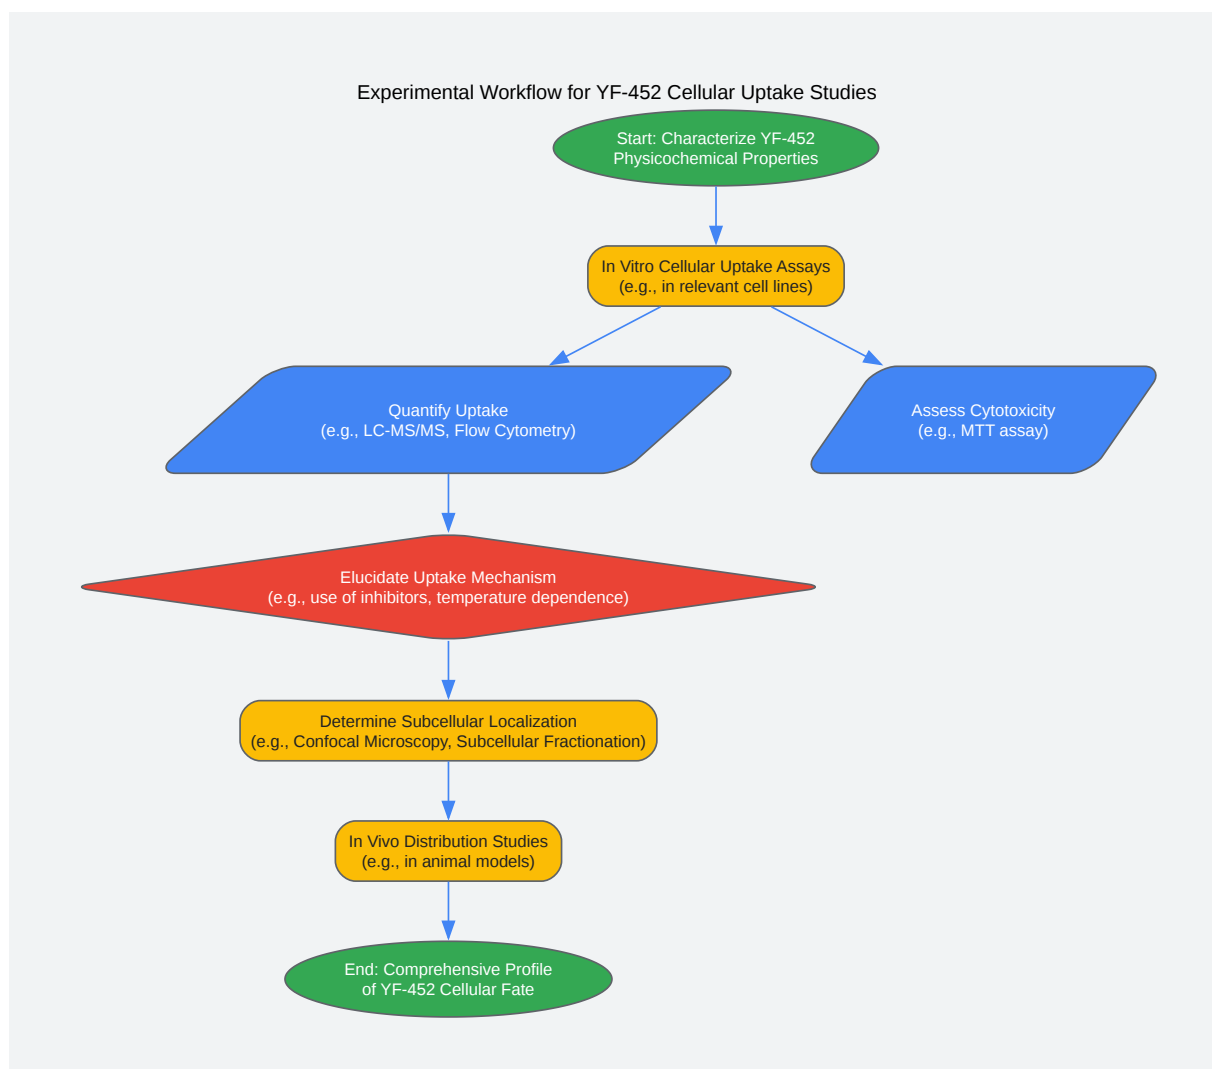 Experimental Workflow for YF-452 Cellular Uptake Studies
Start: Characterize YF-452
Physicochemical Properties
In Vitro Cellular Uptake Assays
(e.g., in relevant cell lines)
Quantify Uptake
(e.g., LC-MS/MS, Flow Cytometry)
Assess Cytotoxicity
(e.g., MTT assay)
Elucidate Uptake Mechanism
(e.g., use of inhibitors, temperature dependence)
Determine Subcellular Localization
(e.g., Confocal Microscopy, Subcellular Fractionation)
In Vivo Distribution Studies
(e.g., in animal models)
End: Comprehensive Profile
of YF-452 Cellular Fate